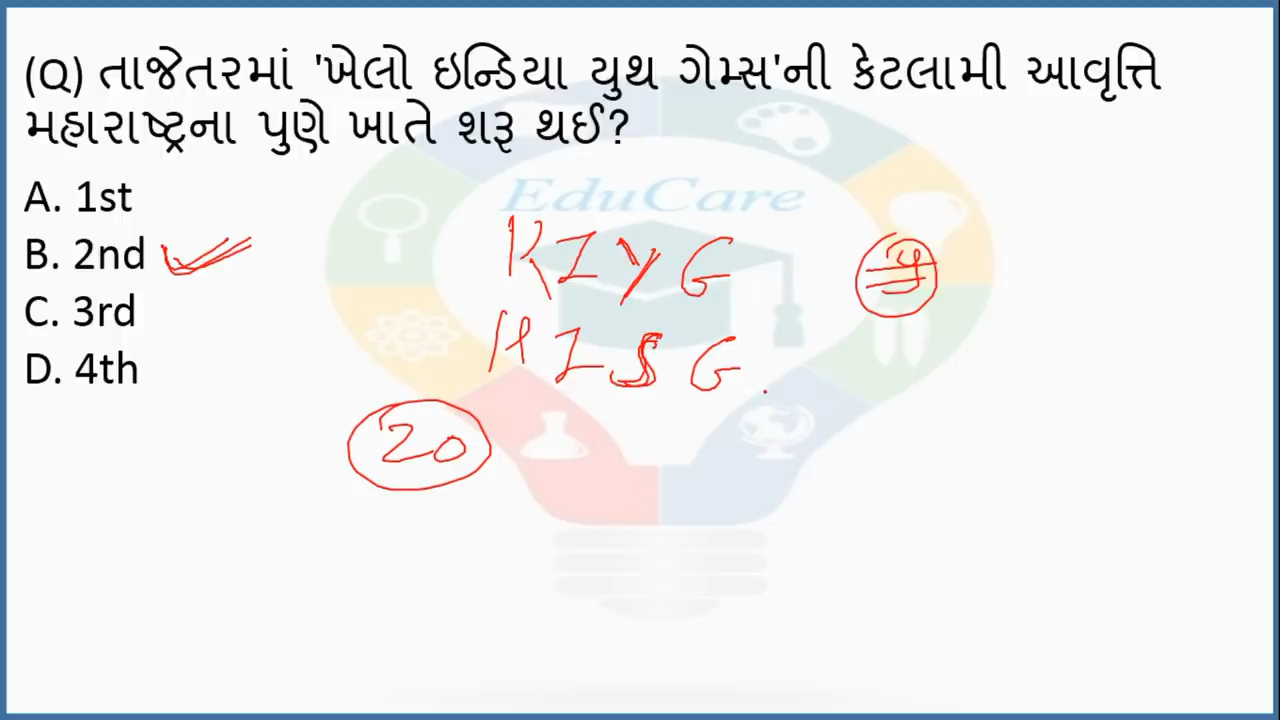 (Q) તાજેતરમાં 'ખેલો ઇન્ડિયા યુથ ગેમ્સ'ની કેટલામી આવૃત્તિ
મહારાષ્ટ્રના પુણે ખાતે શરૂ થઈ?
EduCare
A. 1st
B. 2nd
C. 3rd
D. 4th
KIYG
KISG
20